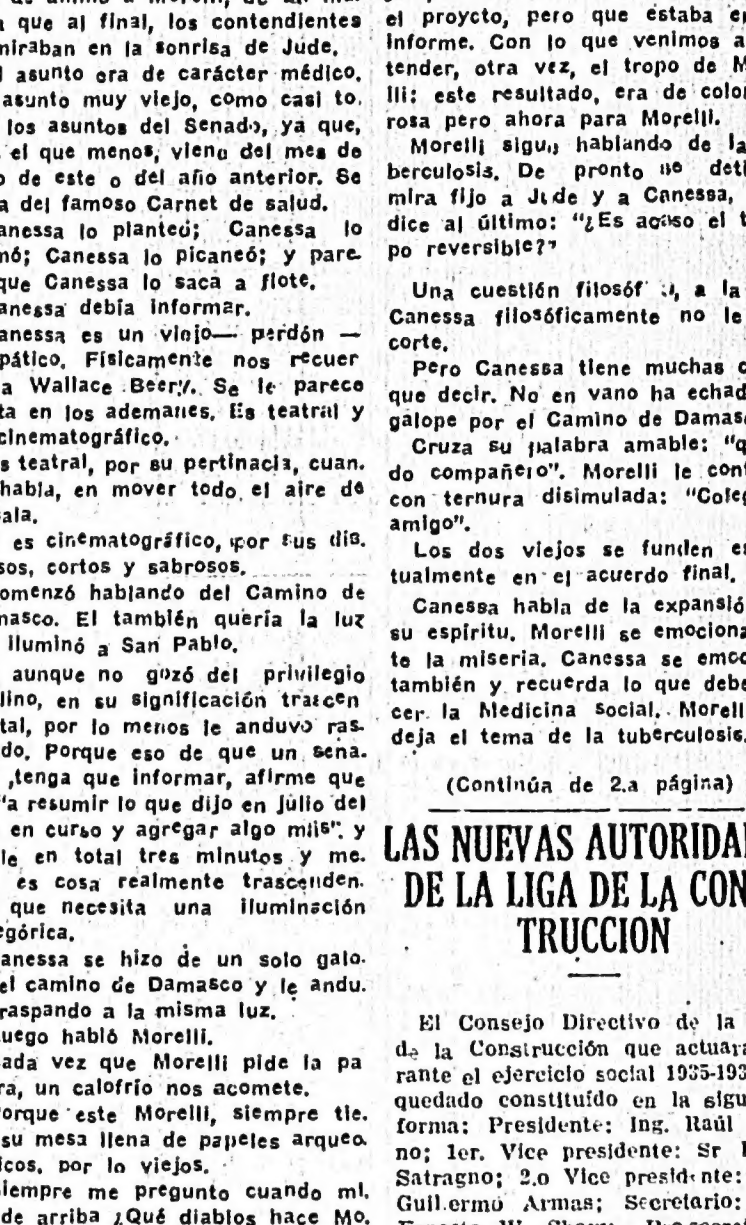 a que al final, los contendientes
miraban en la sonrisa de Jude.
l asunto era de carácter médico.
asunto muy viejo, como casi to.
los asuntos del Senado, ya que,
el que menos, viene del mes de
o de este o del año anterior. Se
a del famoso Carnet de salud.
anessa lo planteó; Canessa lo
mó; Canessa lo picaneó; y pare-
que Canessa lo saca a flote.
anessa debía informar.
anessa es un viejo— perdón —
pático. Físicamente nos recuer
a Wallace Beery. Se le parece
ta en los ademanes. Es teatral y
cinematográfico.
s teatral, por su pertinacia, cuan.
habla, en mover todo el aire de
sala.
es cinematográfico, por sus dis.
sos, cortos y sabrosos.
omenzó hablando del Camino de
nasco. El también quería la luz
iluminó a San Pablo.
aunque no gozó del privilegio
lino, en su significación trascen
tal, por lo menos le anduvo ras-
do. Porque eso de que un sena.
,tenga que informar, afirme que
"a resumir lo que dijo en Julio del
en curso y agregar algo más". y
le en total tres minutos y me.
es cosa realmente trascenden.
que necesita una iluminación
egórica.
anessa se hizo de un solo galo.
el camino de Damasco y le andu.
raspando a la misma luz.
uego habló Morelli.
ada vez que Morelli pide la pa
ra, un calofrío nos acomete.
orque este Morelli, siempre tie.
su mesa llena de papeles arqueo.
icos, por lo viejos.
iempre me pregunto cuando mi.
de arriba ¿Qué diablos hace Mo.
el proycto, pero que estaba e
informe. Con lo que venimos a
tender, otra vez, el tropo de M
lli: este resultado, era de colo
rosa pero ahora para Morelli.
Morelli sigue hablando de la
berculosis. De pronto se deti
mira fijo a Jude y a Canessa,
dice al último: "¿Es acaso el t
po reversible?"
Una cuestión a la
Canessa filosóficamente no le
corte.
Pero Canessa tiene muchas c
que decir. No en vano ha echad
galope por el Camino de Damas
Cruza su palabra amable: "q
do compañero". Morelli le cont
con ternura disimulada: "Coleg
amigo".
Los dos viejos se funden es
tualmente en el acuerdo final.
Canessa habla de la expansió
su espíritu. Morelli se emociona
te la miseria. Canessa se emoc
también y recuerda lo que debe
cer la Medicina Social. Morell
deja el tema de la tuberculosis.
(Continúa de 2.a página)
LAS NUEVAS AUTORIDA
DE LA LIGA DE LA CON
TRUCCION
El Consejo Directivo de la
de la Construcción que actuar
rante el ejercicio social 1935-193
quedado constituído en la sigu
forma: Presidente: Ing. Raúl
no; 1er. Vice presidente: Sr
Satragno; 2.o Vice presidente:
Guillermo Armas; Secretario: